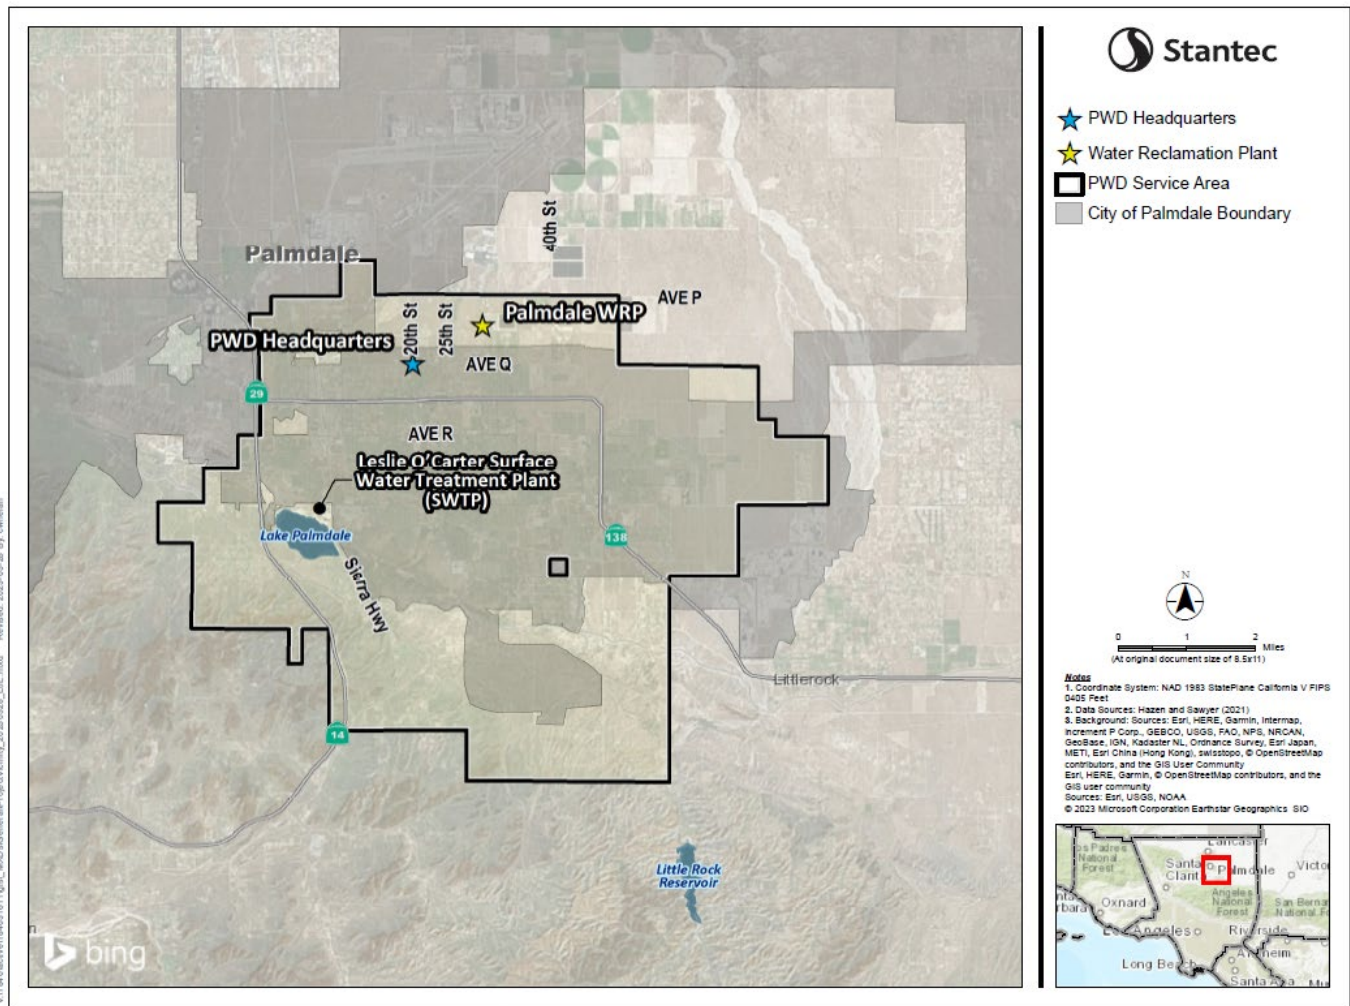 Stantec
PWD Headquarters
Water Reclamation Plant
PWD Service Area
City of Palmdale Boundary
40th St
Palmdale
AVE P
Palmdale WRP
20th St
25th St
PWD Headquarters
AVE Q
29
AVE R
Leslie O'Carter Surface
Water Treatment Plant
(SWTP)
Lake Palmdale
138
Sierra Hwy
Littlerock
14
Little Rock
Reservoir
bing
N
0 1 2
Miles
(At original document size of 8.5x11)
Notes
1. Coordinate System: NAD 1983 StatePlane California V FIPS
0405 Feet
2. Data Sources: Hazen and Sawyer (2021)
3. Background: Sources: Esri, HERE, Garmin, Intermap,
increment P Corp., GEBCO, USGS, FAO, NPS, NRCAN,
GeoBase, IGN, Kadaster NL, Ordnance Survey, Esri Japan,
METI, Esri China (Hong Kong), swisstopo, © OpenStreetMap
contributors, and the GIS User Community
Esri, HERE, Garmin, © OpenStreetMap contributors, and the
GIS user community
Sources: Esri, USGS, NOAA
© 2023 Microsoft Corporation Earthstar Geographics SIO
Lancaster
os Padres
National
Forest
Santa
Clarit
Palmdale
Victo
Angeles
National
Forest
San Berna
National Fo
Oxnard
rbara
Los Angeles
Riverside
Anaheim
Long Beach
Santa Ana
Mu